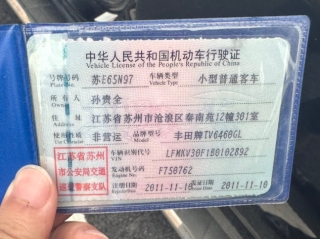 中华人民共和国机动车行驶证
Vehicle License of the People's Republic of China
号牌号码 苏E65N97 车辆类型 小型普通客车
Plate No. Vehicle Type
所有人 孙贵全
Owner
住址 江苏省苏州市沧浪区泰南苑12幢301室
Address
使用性质 非营运 品牌型号 丰田牌TV6460GL
Use Character Model
江苏省苏州
市公安局交通
巡逻警察支队
车辆识别代号 LFMKV30F1B0102892
VIN
发动机号码 F750762
Engine No.
注册日期 2011-11-10 发证日期 2011-11-10
Register Date Issue Date